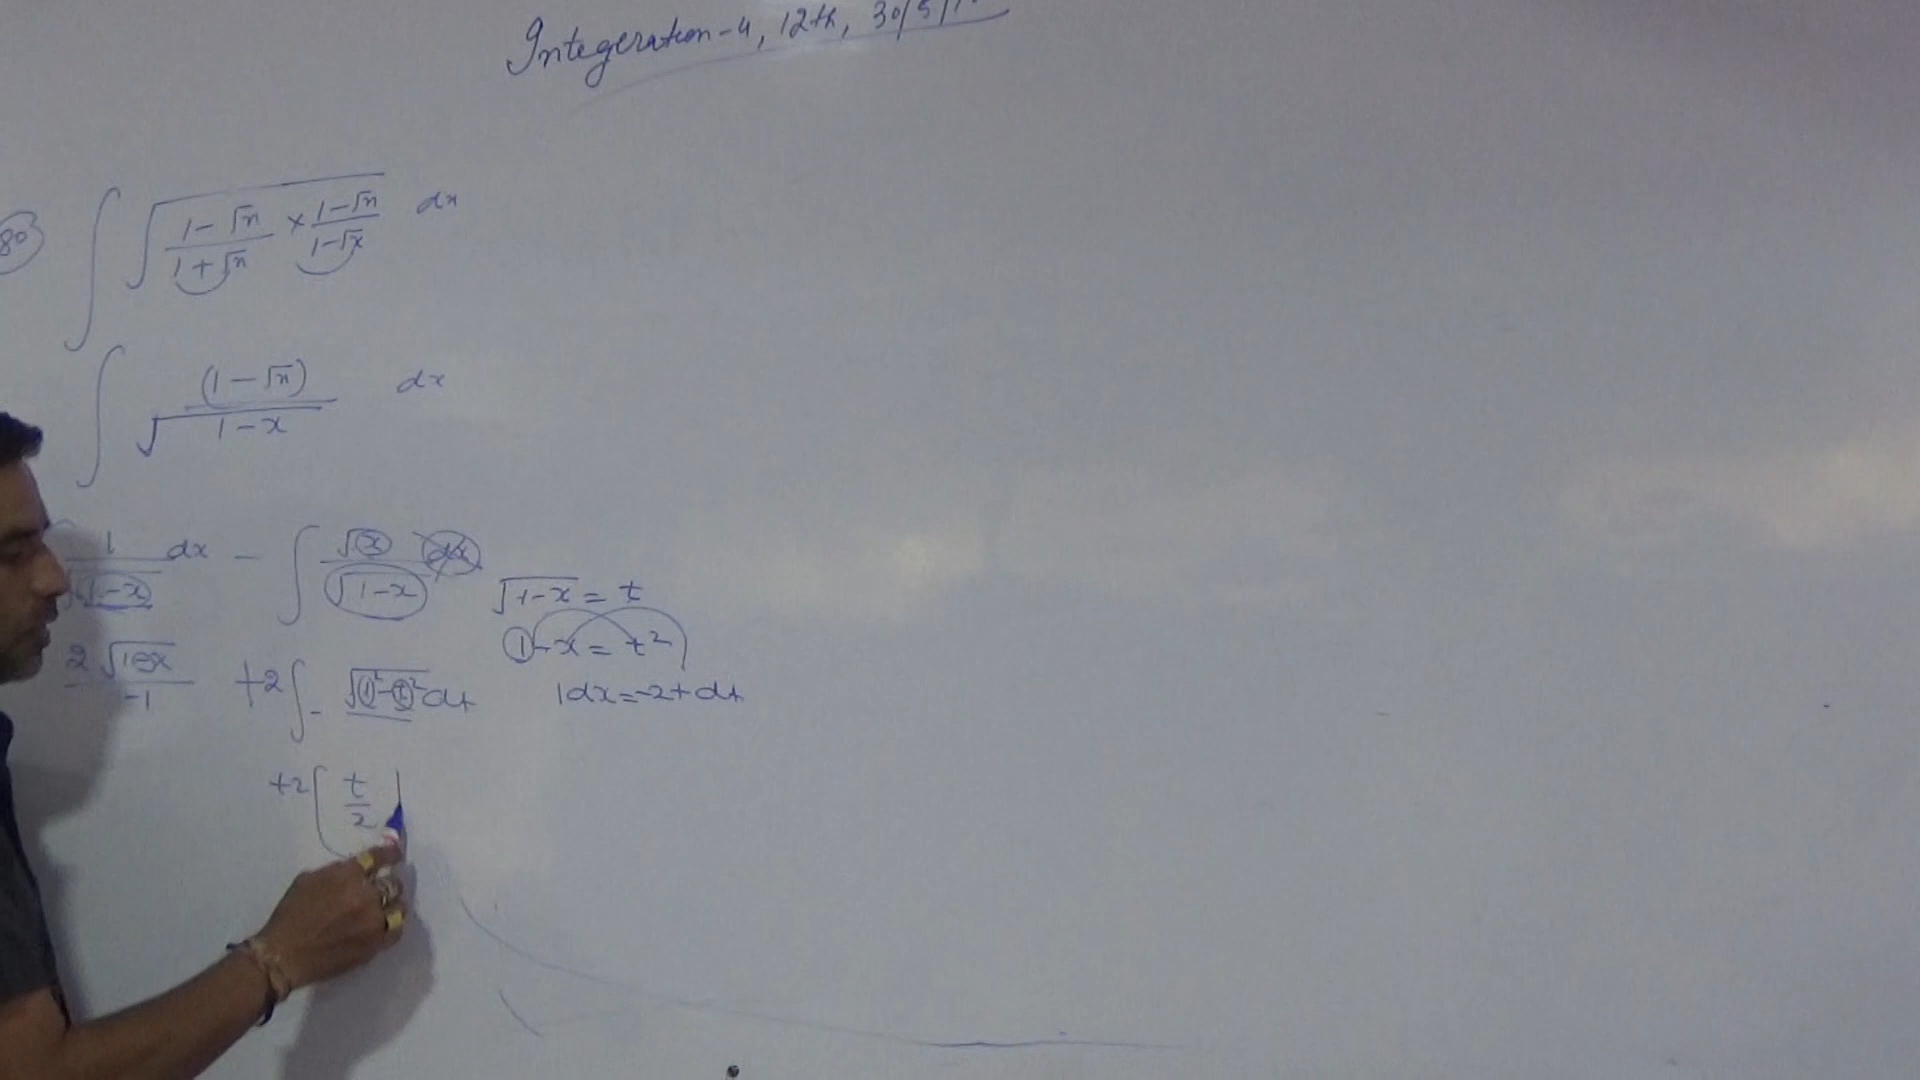 Integeration-4, 12th, 30/5/1
80
∫ √((1-√x)/(1+√x) × (1-√x)/(1-√x)) dx
∫ (1-√x)/√(1-x) dx
1/√(1-x) dx - ∫ √x/√(1-x) dx
√(1-x) = t
1-x = t²
2√(1-x)/-1 +2∫- √(1²-t²) dt
1dx = -2t dt
+2[ t/2